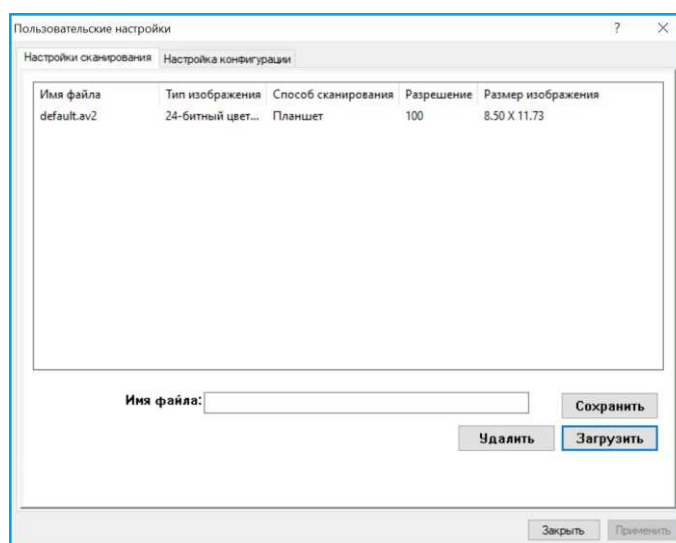 Пользовательские настройки ? ×
Настройки сканирования Настройка конфигурации
Имя файла Тип изображения Способ сканирования Разрешение Размер изображения
default.av2 24-битный цвет... Планшет 100 8.50 X 11.73
Имя файла:
Сохранить
Удалить Загрузить
Закрыть Применить